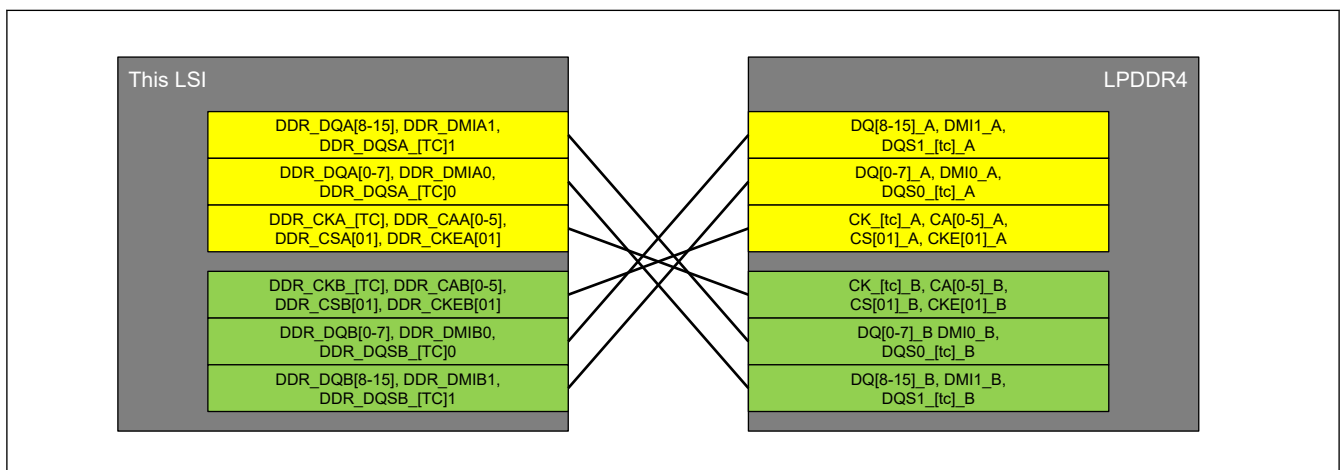 This LSI
DDR_DQA[8-15], DDR_DMIA1,
DDR_DQSA_[TC]1
DDR_DQA[0-7], DDR_DMIA0,
DDR_DQSA_[TC]0
DDR_CKA_[TC], DDR_CAA[0-5],
DDR_CSA[01], DDR_CKEA[01]
DDR_CKB_[TC], DDR_CAB[0-5],
DDR_CSB[01], DDR_CKEB[01]
DDR_DQB[0-7], DDR_DMIB0,
DDR_DQSB_[TC]0
DDR_DQB[8-15], DDR_DMIB1,
DDR_DQSB_[TC]1
LPDDR4
DQ[8-15]_A, DMI1_A,
DQS1_[tc]_A
DQ[0-7]_A, DMI0_A,
DQS0_[tc]_A
CK_[tc]_A, CA[0-5]_A,
CS[01]_A, CKE[01]_A
CK_[tc]_B, CA[0-5]_B,
CS[01]_B, CKE[01]_B
DQ[0-7]_B DMI0_B,
DQS0_[tc]_B
DQ[8-15]_B, DMI1_B,
DQS1_[tc]_B